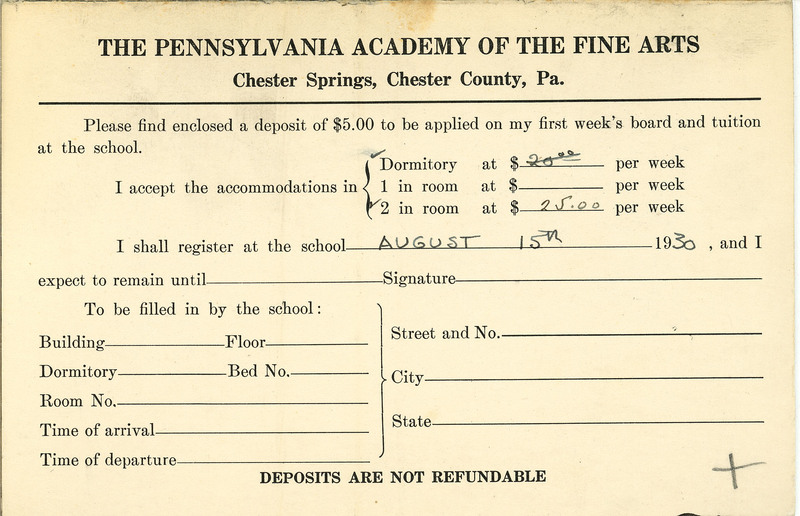 THE PENNSYLVANIA ACADEMY OF THE FINE ARTS
Chester Springs, Chester County, Pa.
Please find enclosed a deposit of $5.00 to be applied on my first week's board and tuition
at the school.
I accept the accommodations in
Dormitory at $ 20.00 per week
1 in room at $ per week
2 in room at $ 25.00 per week
I shall register at the school AUGUST 15th 1930, and I
expect to remain until Signature
To be filled in by the school:
Building Floor
Dormitory Bed No.
Room No.
Time of arrival
Time of departure
Street and No.
City
State
DEPOSITS ARE NOT REFUNDABLE